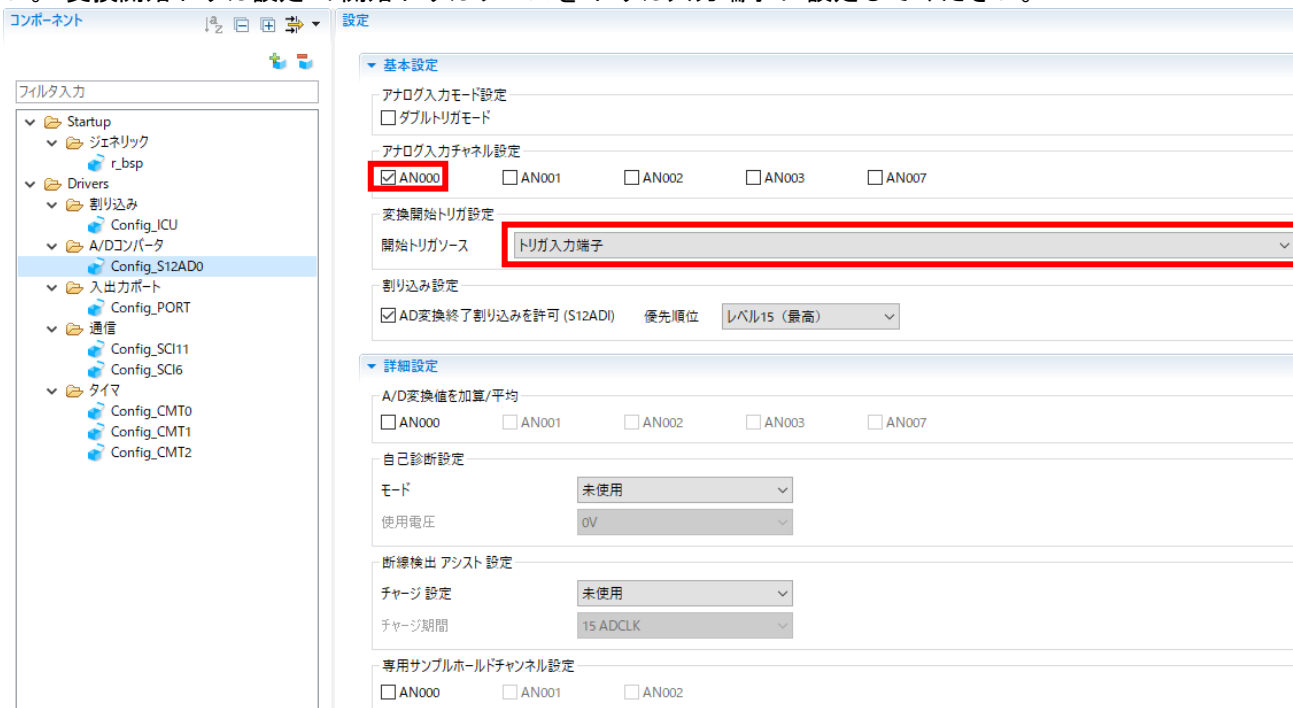 コンポーネント
設定
フィルタ入力
Startup
ジェネリック
r_bsp
Drivers
割り込み
Config_ICU
A/Dコンバータ
Config_S12AD0
入出力ポート
Config_PORT
通信
Config_SCI11
Config_SCI6
タイマ
Config_CMT0
Config_CMT1
Config_CMT2
基本設定
アナログ入力モード設定
ダブルトリガモード
アナログ入力チャネル設定
AN000 AN001 AN002 AN003 AN007
変換開始トリガ設定
開始トリガソース トリガ入力端子
割り込み設定
AD変換終了割り込みを許可 (S12ADI) 優先順位 レベル15（最高）
詳細設定
A/D変換値を加算/平均
AN000 AN001 AN002 AN003 AN007
自己診断設定
モード 未使用
使用電圧 0V
断線検出 アシスト 設定
チャージ 設定 未使用
チャージ期間 15 ADCLK
専用サンプルホールドチャンネル設定
AN000 AN001 AN002